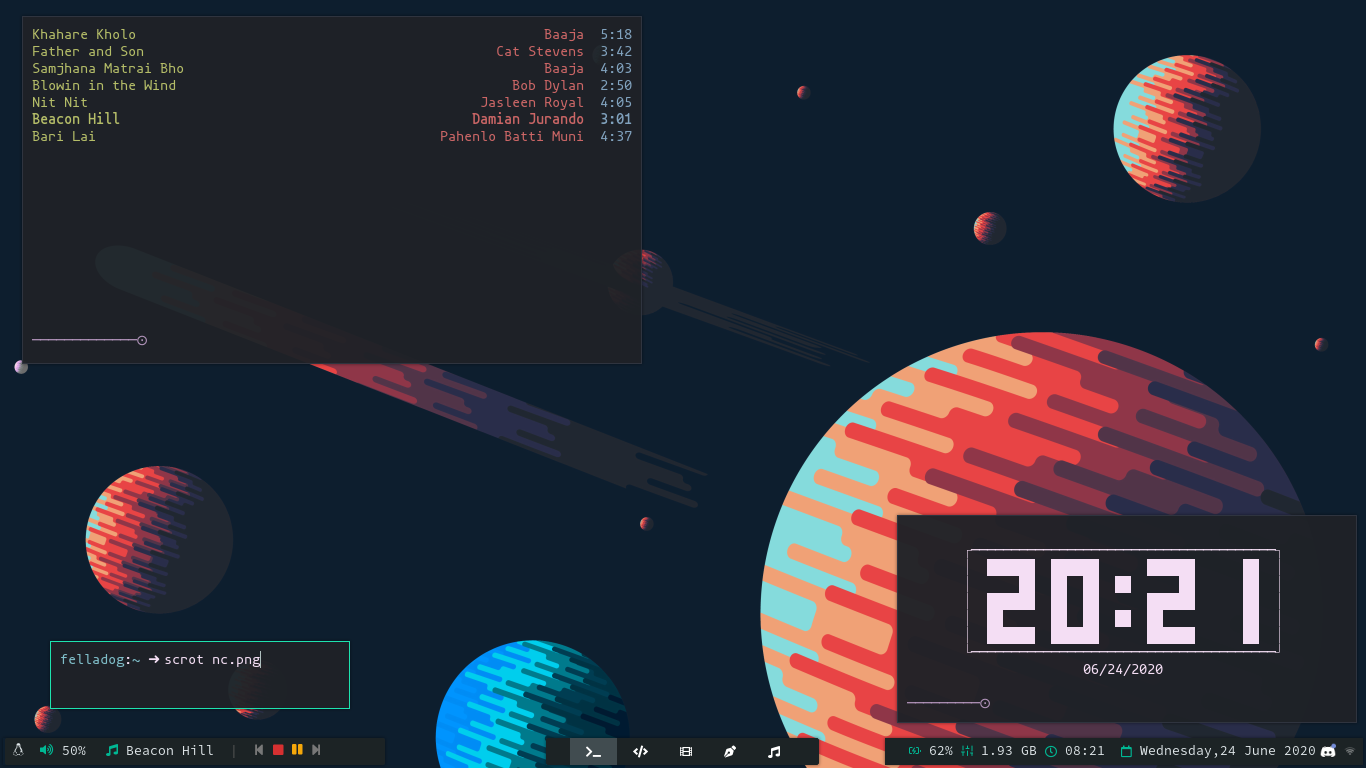 Khahare Kholo Baaja 5:18
Father and Son Cat Stevens 3:42
Samjhana Matrai Bho Baaja 4:03
Blowin in the Wind Bob Dylan 2:50
Nit Nit Jasleen Royal 4:05
Beacon Hill Damian Jurando 3:01
Bari Lai Pahenlo Batti Muni 4:37
20:21
06/24/2020
felladog:~ ➜ scrot nc.png
50% Beacon Hill | 62% 1.93 GB 08:21 Wednesday,24 June 2020